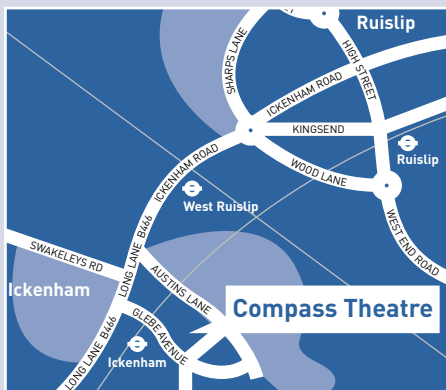 Ruislip
SHARPS LANE
HIGH STREET
ICKENHAM ROAD
KINGSEND
Ruislip
WOOD LANE
ICKENHAM ROAD
West Ruislip
WEST END ROAD
LONG LANE B466
SWAKELEYS RD
AUSTINS LANE
Ickenham
Compass Theatre
GLEBE AVENUE
LONG LANE B466
Ickenham